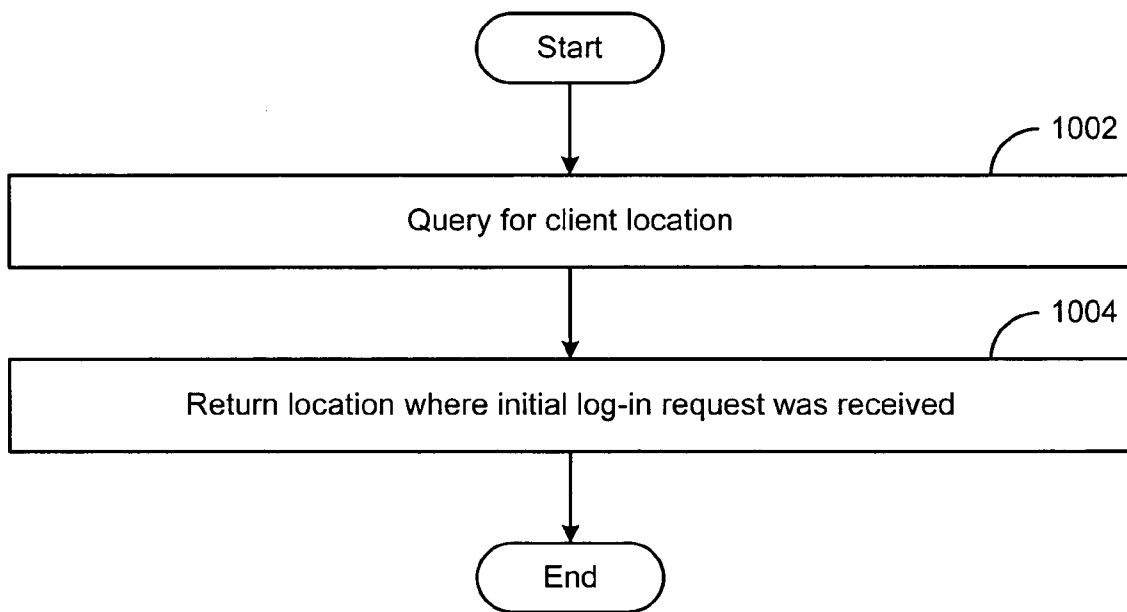 Start
1002
Query for client location
1004
Return location where initial log-in request was received
End